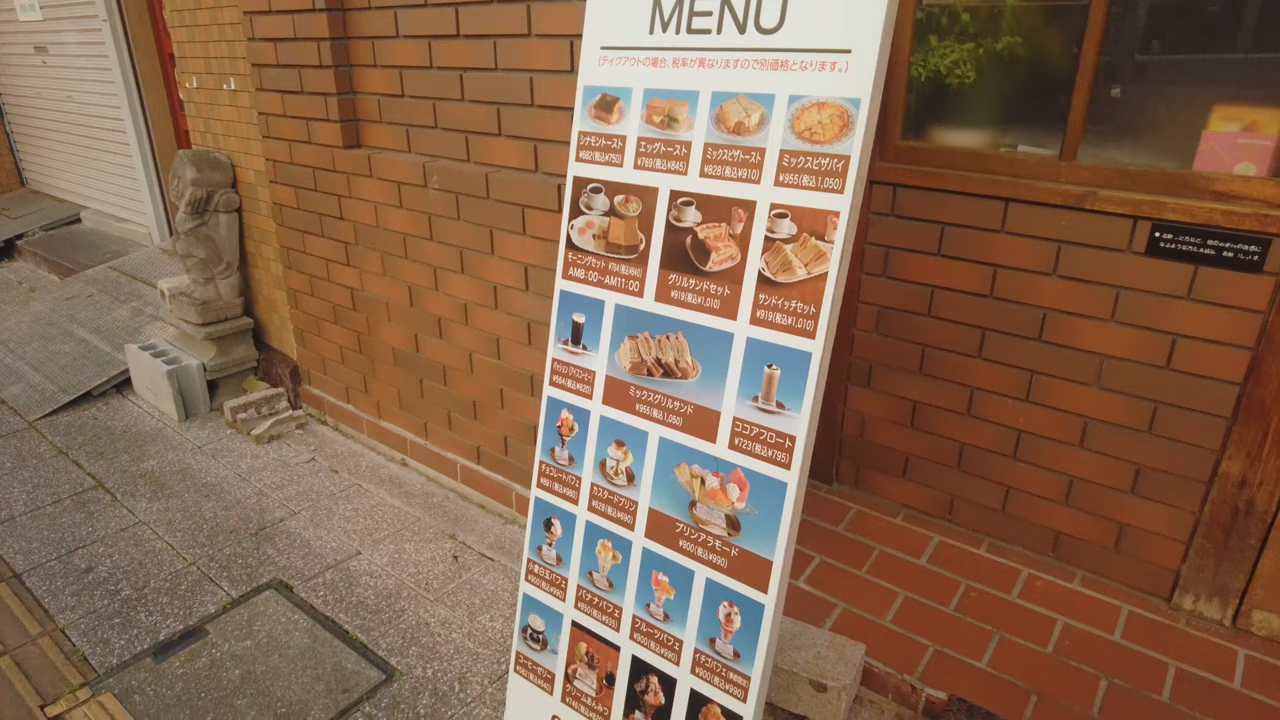 MENU
(テイクアウトの場合、税率が異なりますので別価格となります。)
シナモントースト
¥682(税込¥750)
エッグトースト
¥769(税込¥845)
ミックスピザトースト
¥828(税込¥910)
ミックスピザパイ
¥955(税込1,050)
モーニングセット ¥764(税込¥840)
AM8:00~AM11:00
グリルサンドセット
¥919(税込¥1,010)
サンドイッチセット
¥919(税込¥1,010)
(アイスコーヒー)
¥564(税込¥620)
ミックスグリルサンド
¥955(税込1,050)
ココアフロート
¥723(税込¥795)
チョコレートパフェ
¥891(税込¥980)
カスタードプリン
¥628(税込¥690)
プリンアラモード
¥900(税込¥990)
小倉白玉パフェ
¥900(税込¥990)
バナナパフェ
¥850(税込¥935)
フルーツパフェ
¥900(税込¥990)
イチゴパフェ(季節限定)
¥900(税込¥990)
コーヒーゼリー
¥582(税込¥640)
クリームあんみつ
¥746(税込¥820)